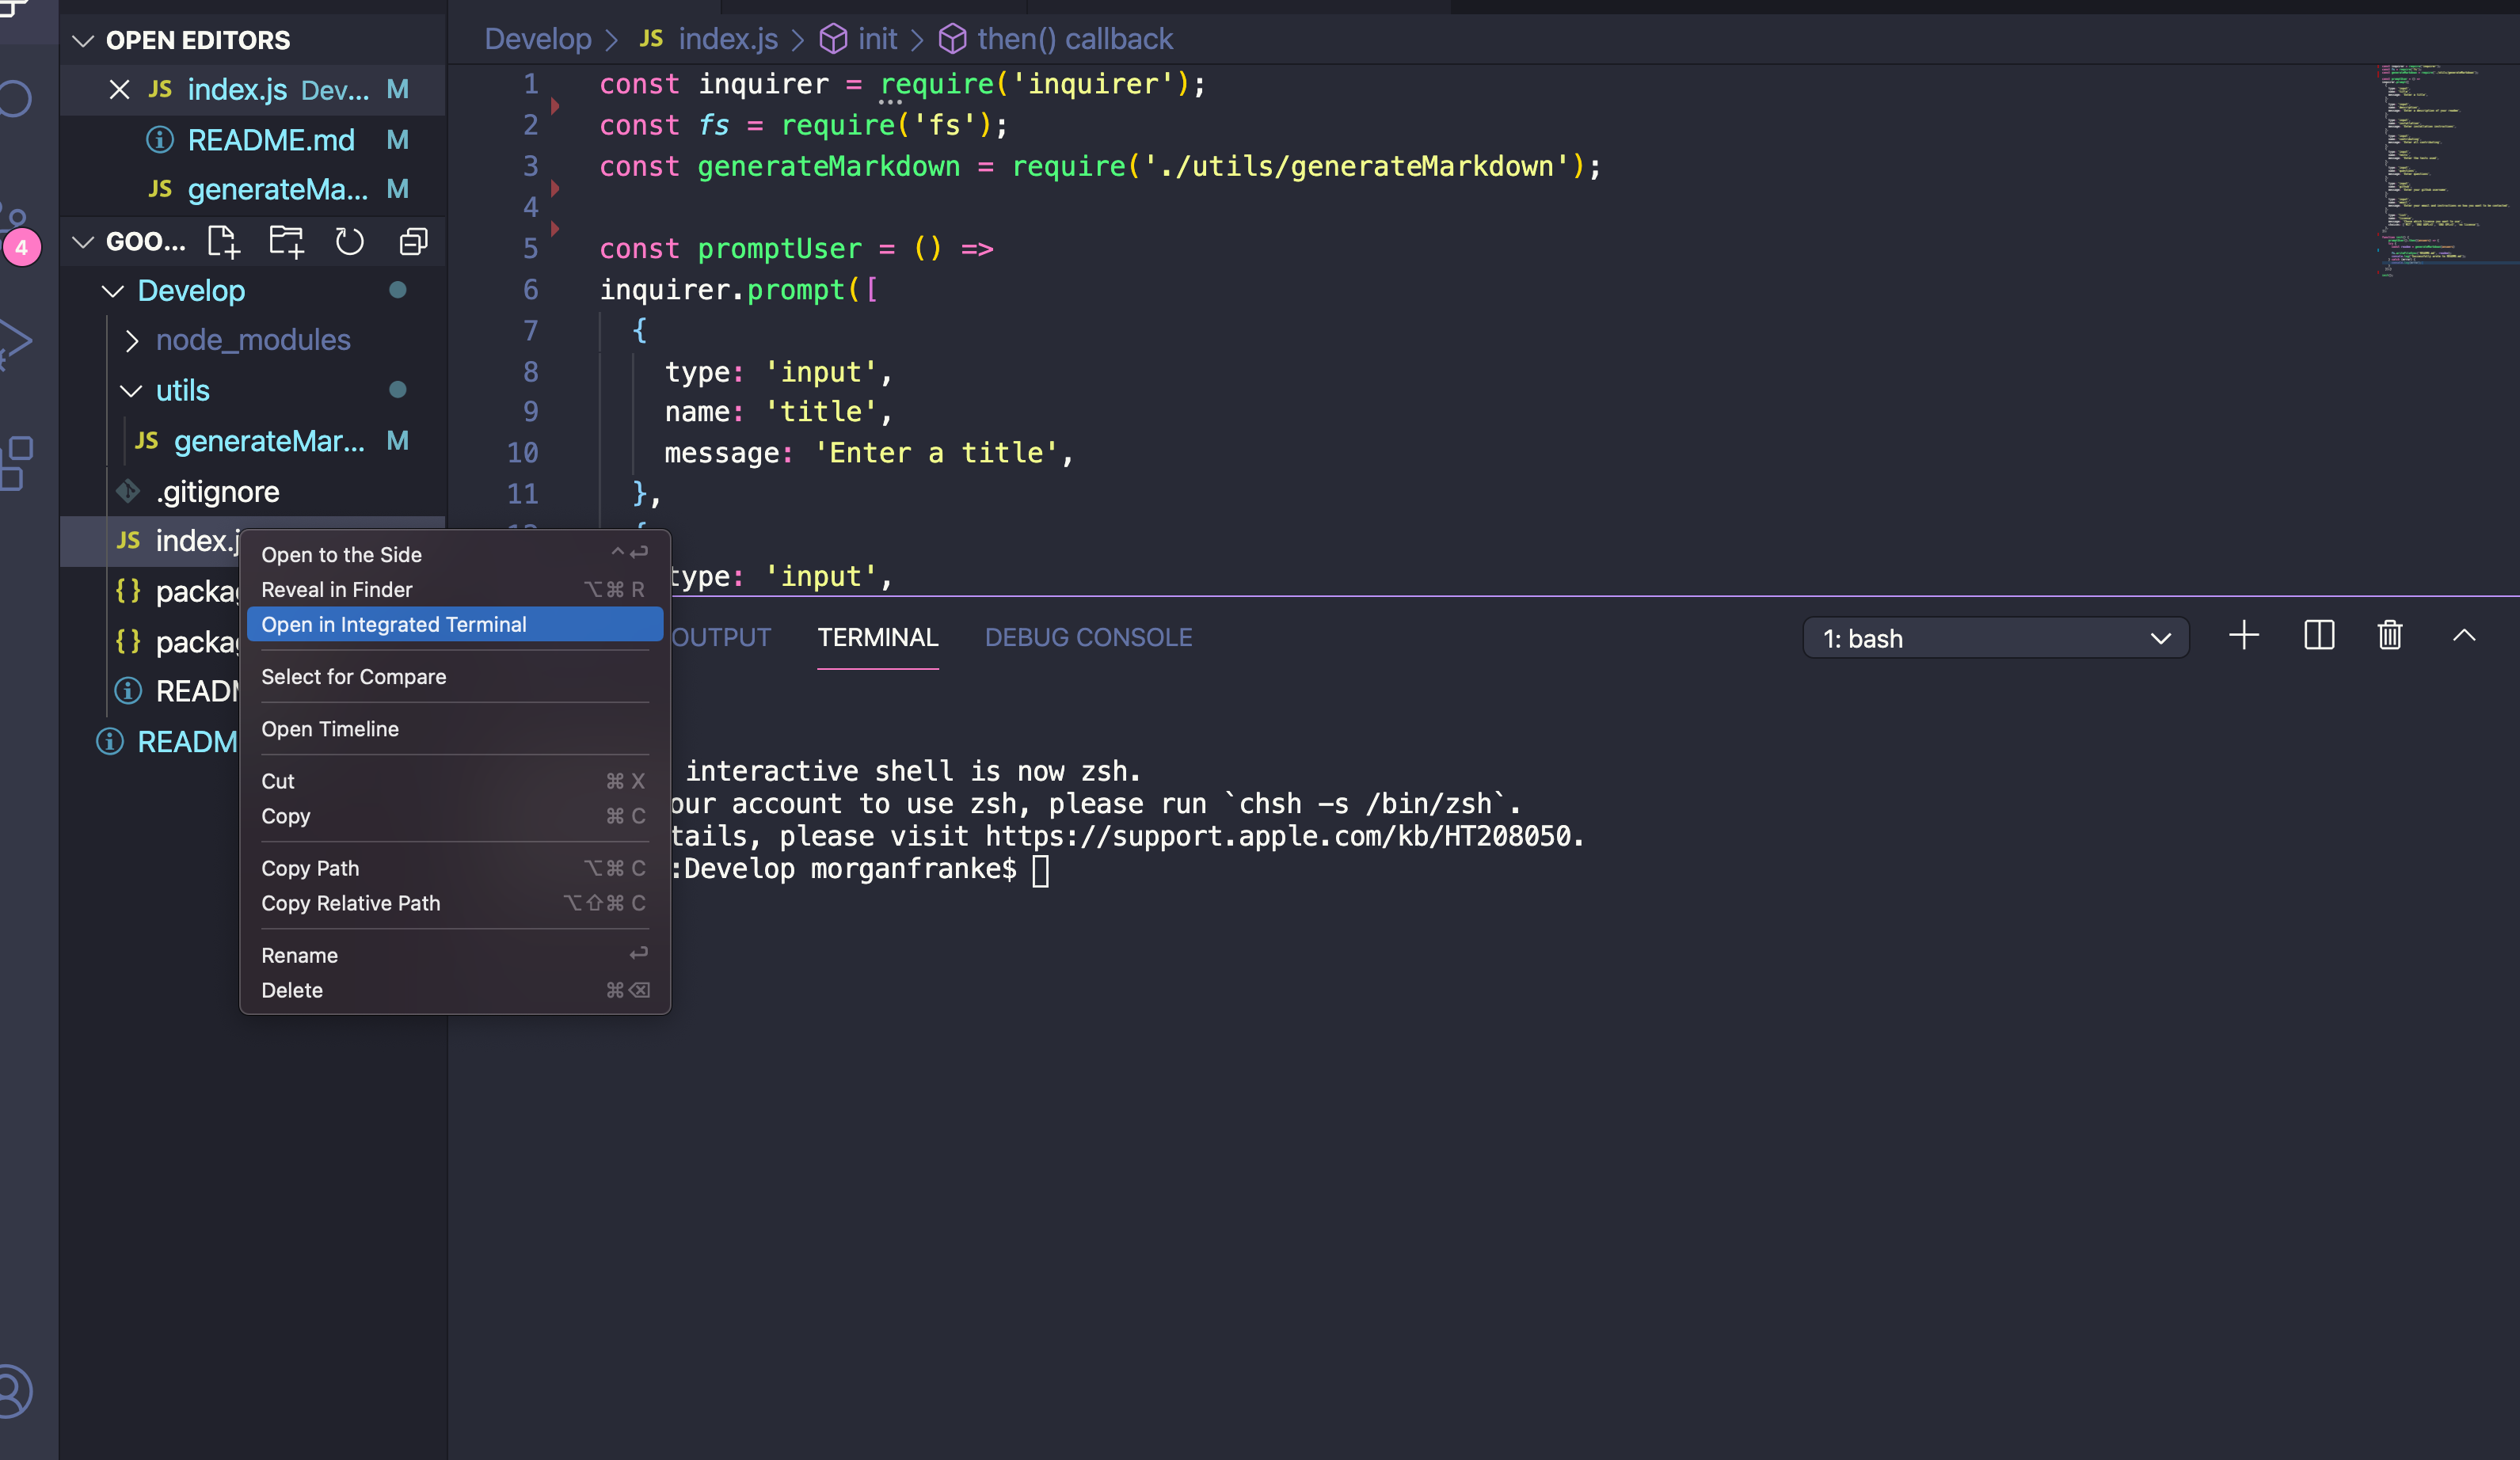 OPEN EDITORS
JS index.js Dev... M
README.md M
JS generateMa... M
4
GOO...
Develop
node_modules
utils
JS generateMar... M
.gitignore
JS index.j
{} packag
{} packa
README
READM
Open to the Side ^↩
Reveal in Finder ⌥⌘ R
Open in Integrated Terminal
Select for Compare
Open Timeline
Cut ⌘ X
Copy ⌘ C
Copy Path ⌥⌘ C
Copy Relative Path ⌥⇧⌘ C
Rename ↩
Delete ⌘⌫
Develop > JS index.js > init > then() callback
1 const inquirer = require('inquirer');
2 const fs = require('fs');
3 const generateMarkdown = require('./utils/generateMarkdown');
4
5 const promptUser = () =>
6 inquirer.prompt([
7 {
8 type: 'input',
9 name: 'title',
10 message: 'Enter a title',
11 },
type: 'input',
OUTPUT TERMINAL DEBUG CONSOLE 1: bash
interactive shell is now zsh.
our account to use zsh, please run `chsh -s /bin/zsh`.
tails, please visit https://support.apple.com/kb/HT208050.
:Develop morganfranke$